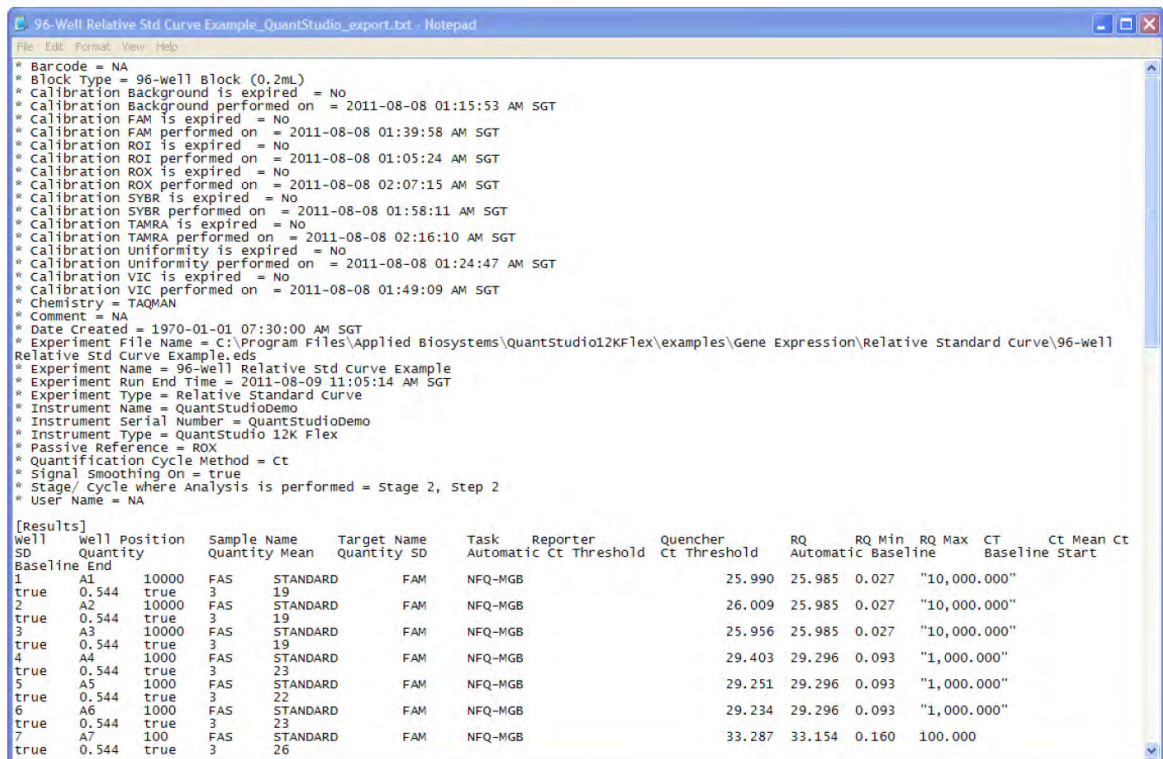 96-Well Relative Std Curve Example_QuantStudio_export.txt - Notepad
File Edit Format View Help
* Barcode = NA
* Block Type = 96-Well Block (0.2mL)
* Calibration Background is expired  = No
* Calibration Background performed on  = 2011-08-08 01:15:53 AM SGT
* Calibration FAM is expired  = No
* Calibration FAM performed on  = 2011-08-08 01:39:58 AM SGT
* Calibration ROI is expired  = No
* Calibration ROI performed on  = 2011-08-08 01:05:24 AM SGT
* Calibration ROX is expired  = No
* Calibration ROX performed on  = 2011-08-08 02:07:15 AM SGT
* Calibration SYBR is expired  = No
* Calibration SYBR performed on  = 2011-08-08 01:58:11 AM SGT
* Calibration TAMRA is expired  = No
* Calibration TAMRA performed on  = 2011-08-08 02:16:10 AM SGT
* Calibration Uniformity is expired  = No
* Calibration Uniformity performed on  = 2011-08-08 01:24:47 AM SGT
* Calibration VIC is expired  = No
* Calibration VIC performed on  = 2011-08-08 01:49:09 AM SGT
* Chemistry = TAQMAN
* Comment = NA
* Date Created = 1970-01-01 07:30:00 AM SGT
* Experiment File Name = C:\Program Files\Applied Biosystems\QuantStudio12KFlex\examples\Gene Expression\Relative Standard Curve\96-Well
Relative Std Curve Example.eds
* Experiment Name = 96-Well Relative Std Curve Example
* Experiment Run End Time = 2011-08-09 11:05:14 AM SGT
* Experiment Type = Relative Standard Curve
* Instrument Name = QuantStudioDemo
* Instrument Serial Number = QuantStudioDemo
* Instrument Type = QuantStudio 12K Flex
* Passive Reference = ROX
* Quantification Cycle Method = Ct
* Signal Smoothing On = true
* Stage/ Cycle where Analysis is performed = Stage 2, Step 2
* User Name = NA
[Results]
Well Well Position Sample Name Target Name Task Reporter Quencher RQ RQ Min RQ Max CT Ct Mean Ct
SD Quantity Quantity Mean Quantity SD Automatic Ct Threshold Ct Threshold Automatic Baseline Baseline Start
Baseline End
1 A1 10000 FAS STANDARD FAM NFQ-MGB 25.990 25.985 0.027 "10,000.000"
true 0.544 true 3 19
2 A2 10000 FAS STANDARD FAM NFQ-MGB 26.009 25.985 0.027 "10,000.000"
true 0.544 true 3 19
3 A3 10000 FAS STANDARD FAM NFQ-MGB 25.956 25.985 0.027 "10,000.000"
true 0.544 true 3 19
4 A4 1000 FAS STANDARD FAM NFQ-MGB 29.403 29.296 0.093 "1,000.000"
true 0.544 true 3 23
5 A5 1000 FAS STANDARD FAM NFQ-MGB 29.251 29.296 0.093 "1,000.000"
true 0.544 true 3 22
6 A6 1000 FAS STANDARD FAM NFQ-MGB 29.234 29.296 0.093 "1,000.000"
true 0.544 true 3 23
7 A7 100 FAS STANDARD FAM NFQ-MGB 33.287 33.154 0.160 100.000
true 0.544 true 3 26